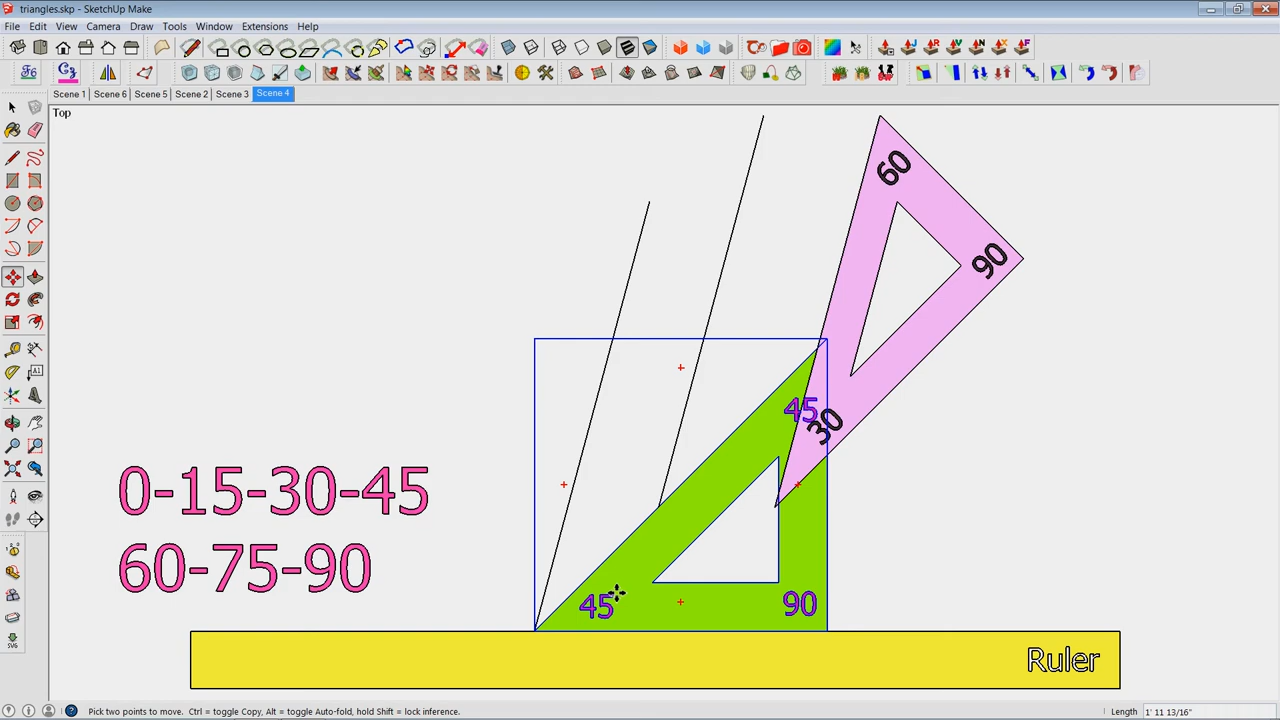 triangles.skp - SketchUp Make
File Edit View Camera Draw Tools Window Extensions Help
Scene 1 Scene 6 Scene 5 Scene 2 Scene 3 Scene 4
Top
60
90
45
30
0-15-30-45
60-75-90
45
90
Ruler
Pick two points to move. Ctrl = toggle Copy, Alt = toggle Auto-fold, hold Shift = lock inference.
Length 1' 11 13/16"